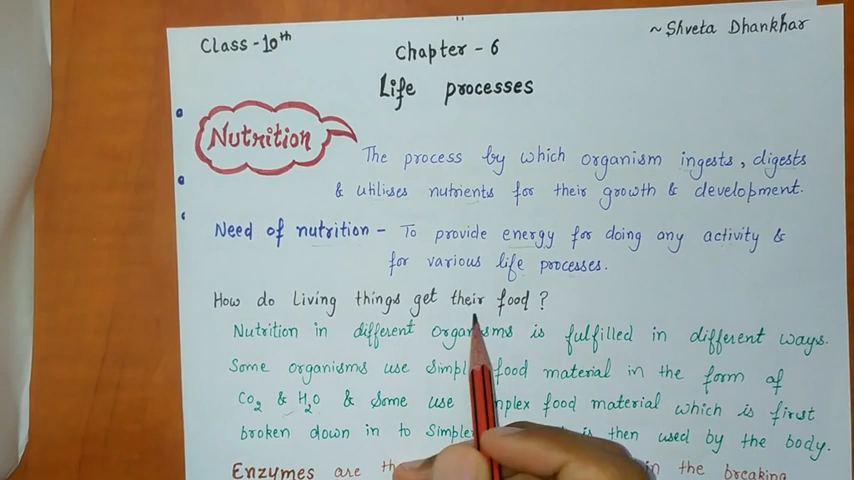 Class - 10th
~ Shveta Dhankhar
Chapter - 6
Life processes
Nutrition
The process by which organism ingests, digests
& utilises nutrients for their growth & development.
Need of nutrition - To provide energy for doing any activity &
for various life processes.
How do Living things get their food ?
Nutrition in different organisms is fulfilled in different ways.
Some organisms use Simple food material in the form of
CO2 & H2O & Some use food material which is first
broken down in to Simpler is then used by the body.
Enzymes are in the breaking